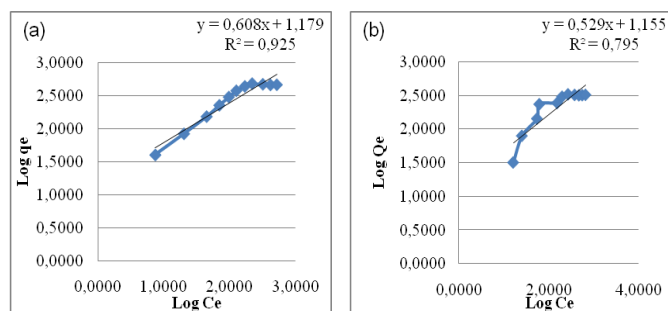 (a)
y = 0,608x + 1,179
R² = 0,925
3,0000
2,5000
2,0000
1,5000
1,0000
0,5000
0,0000
Log qe
0,0000 1,0000 2,0000 3,0000
Log Ce
(b)
y = 0,529x + 1,155
R² = 0,795
3,0000
2,5000
2,0000
1,5000
1,0000
0,5000
0,0000
Log Qe
0,0000 2,0000 4,0000
Log Ce